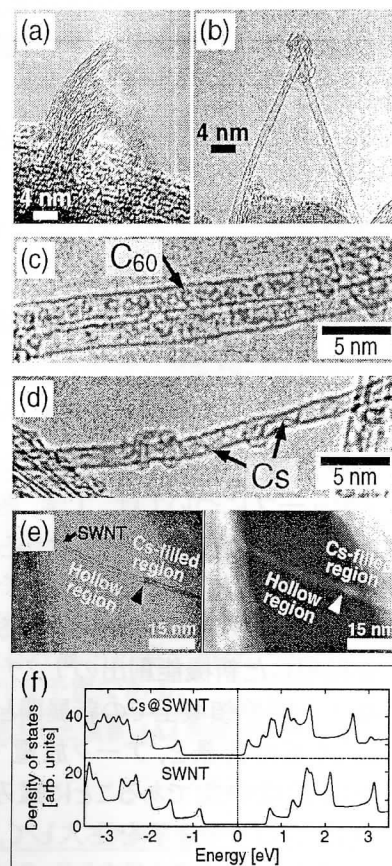 (a)
(b)
4 nm
4 nm
(c)
C60
5 nm
(d)
Cs
5 nm
(e)
SWNT
Cs-filled
region
Hollow
region
15 nm
Cs-filled
region
Hollow
region
15 nm
(f)
Cs@SWNT
SWNT
Density of states
[arb. units]
40
20
0
20
0
-3
-2
-1
0
1
2
3
Energy [eV]